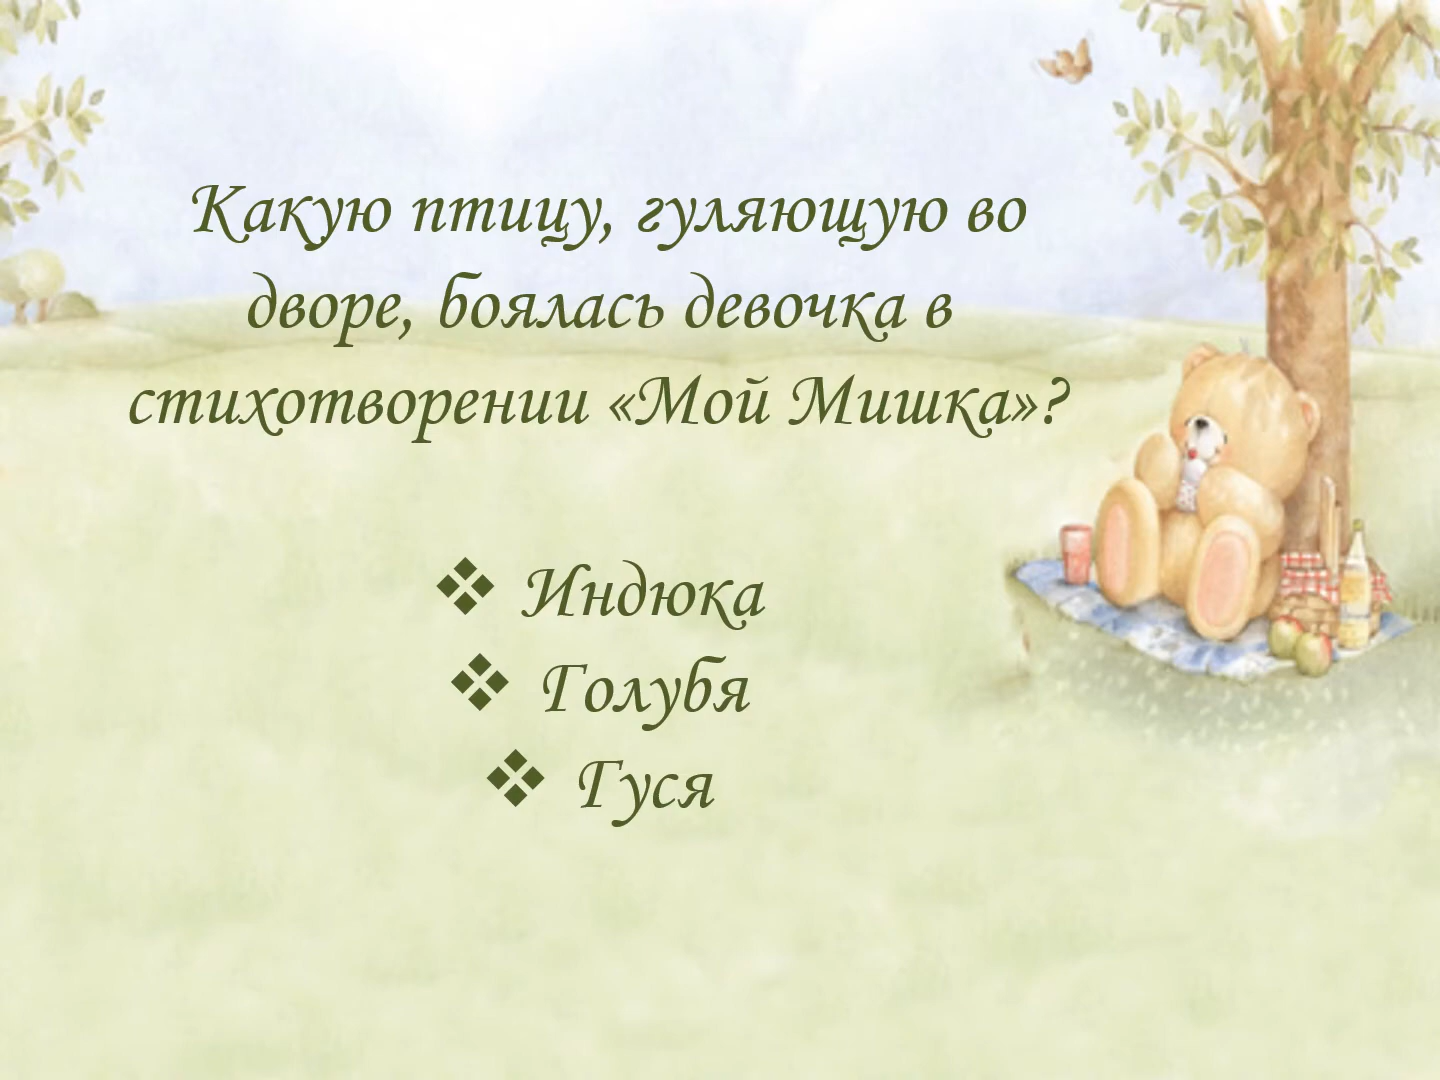 Какую птицу, гуляющую во
дворе, боялась девочка в
стихотворении «Мой Мишка»?
❖ Индюка
❖ Голубя
❖ Гуся